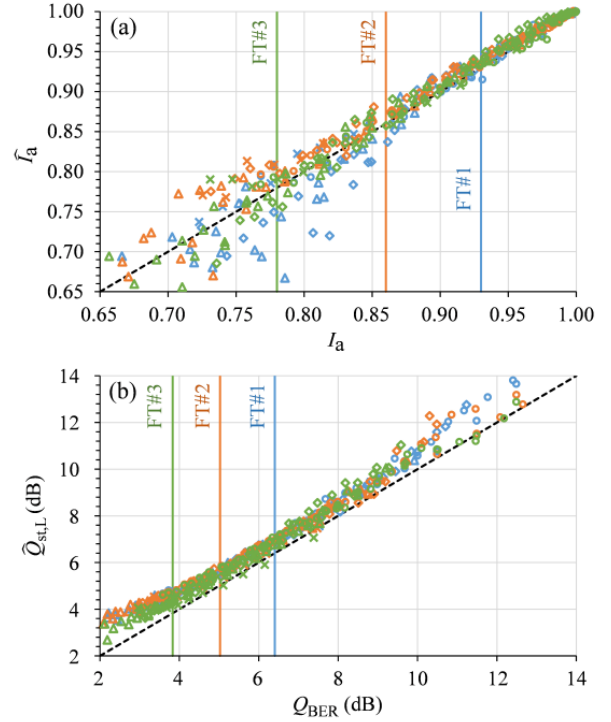 (a)
FT#3
FT#2
FT#1
1.00
0.95
0.90
0.85
0.80
0.75
0.70
0.65
Îa
0.65 0.70 0.75 0.80 0.85 0.90 0.95 1.00
Ia
(b)
FT#3
FT#2
FT#1
14
12
10
8
6
4
2
Q̂st,L (dB)
2 4 6 8 10 12 14
QBER (dB)